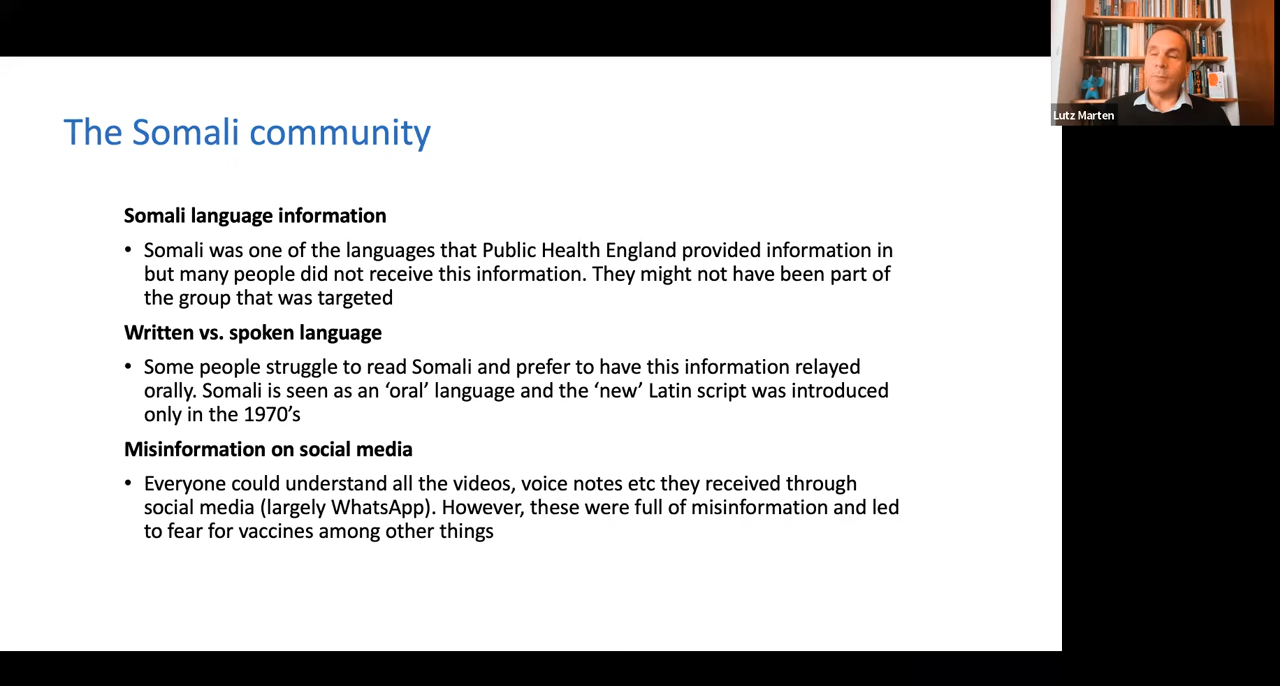 The Somali community
Somali language information
• Somali was one of the languages that Public Health England provided information in
but many people did not receive this information. They might not have been part of
the group that was targeted
Written vs. spoken language
• Some people struggle to read Somali and prefer to have this information relayed
orally. Somali is seen as an ‘oral’ language and the ‘new’ Latin script was introduced
only in the 1970’s
Misinformation on social media
• Everyone could understand all the videos, voice notes etc they received through
social media (largely WhatsApp). However, these were full of misinformation and led
to fear for vaccines among other things
Lutz Marten